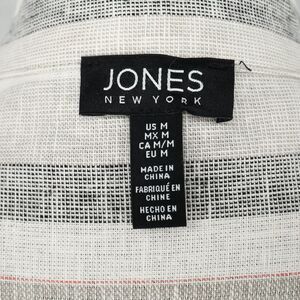 JONES
NEW YORK
US M
MX M
CA M/M
EU M
MADE IN
CHINA
FABRIQUÉ EN
CHINE
HECHO EN
CHINA